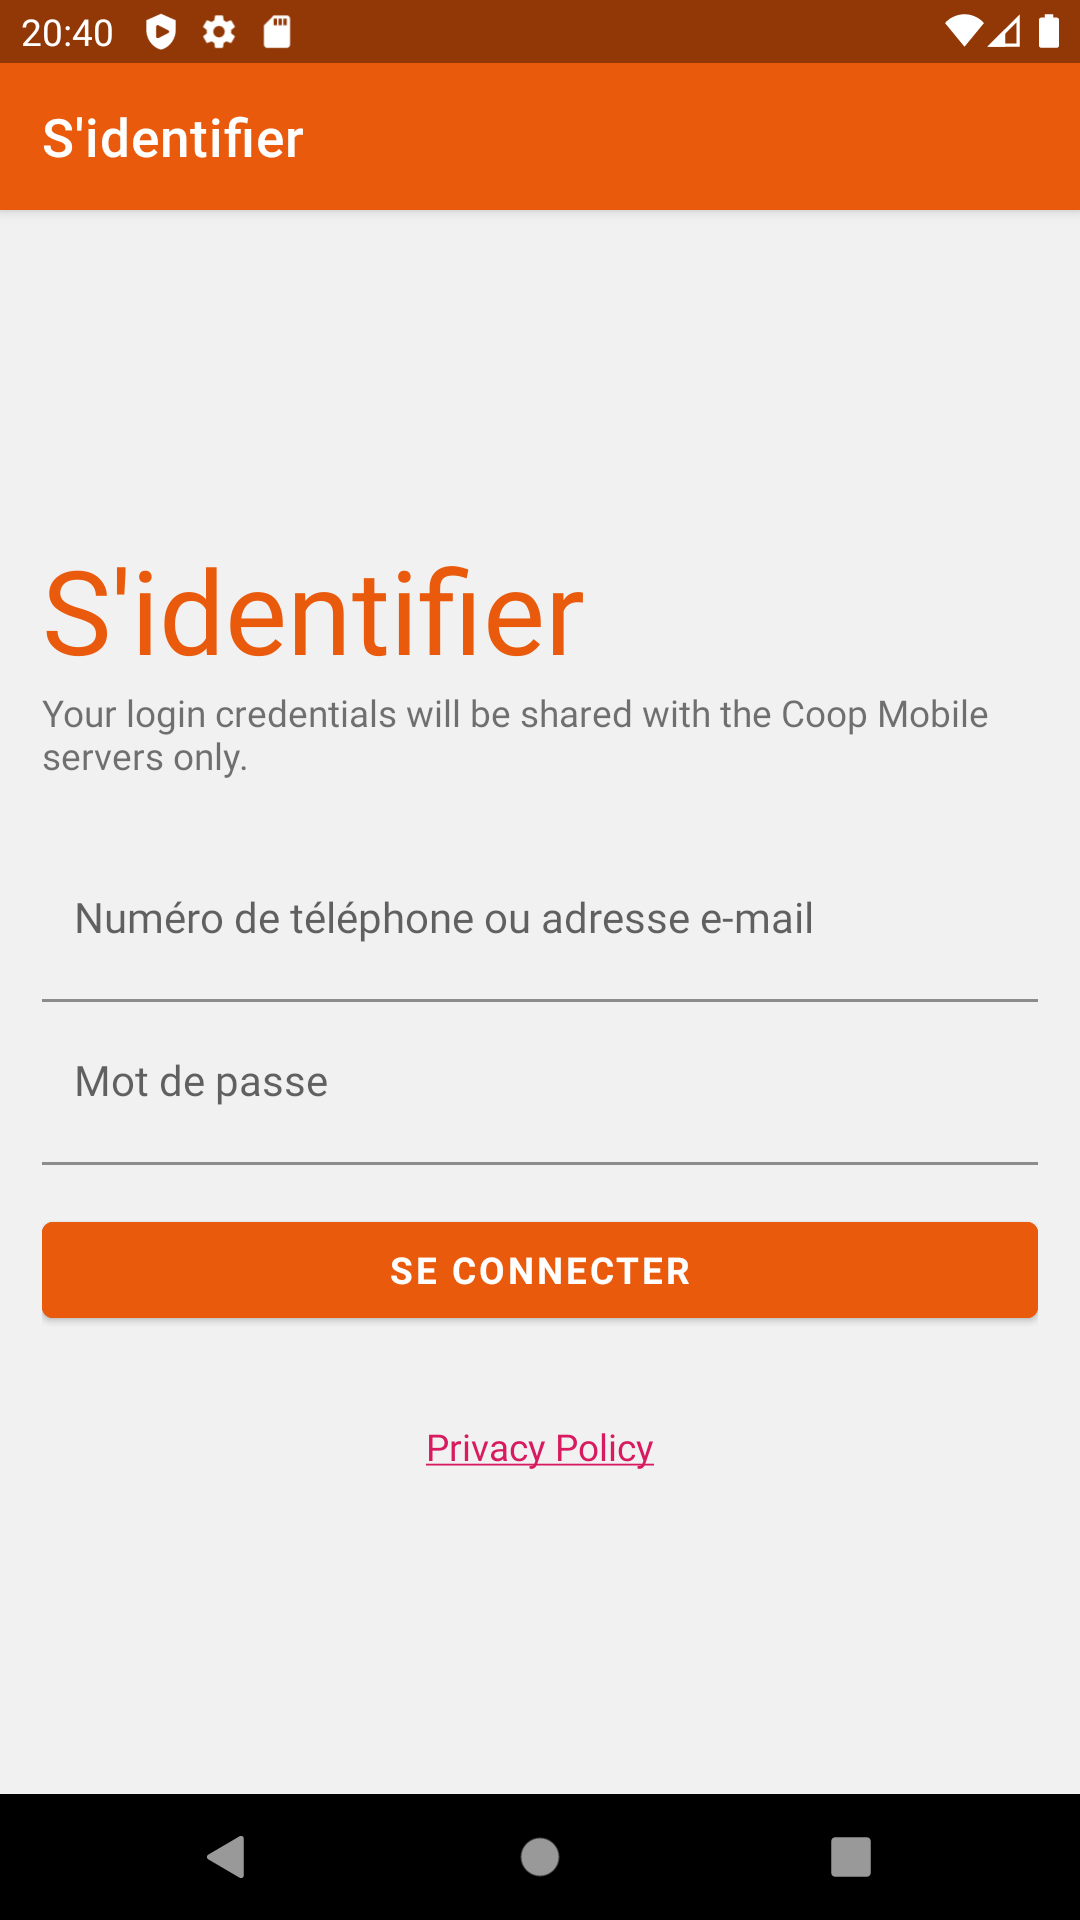 20:40
S'identifier
S'identifier
Your login credentials will be shared with the Coop Mobile
servers only.
Numéro de téléphone ou adresse e-mail
Mot de passe
SE CONNECTER
Privacy Policy